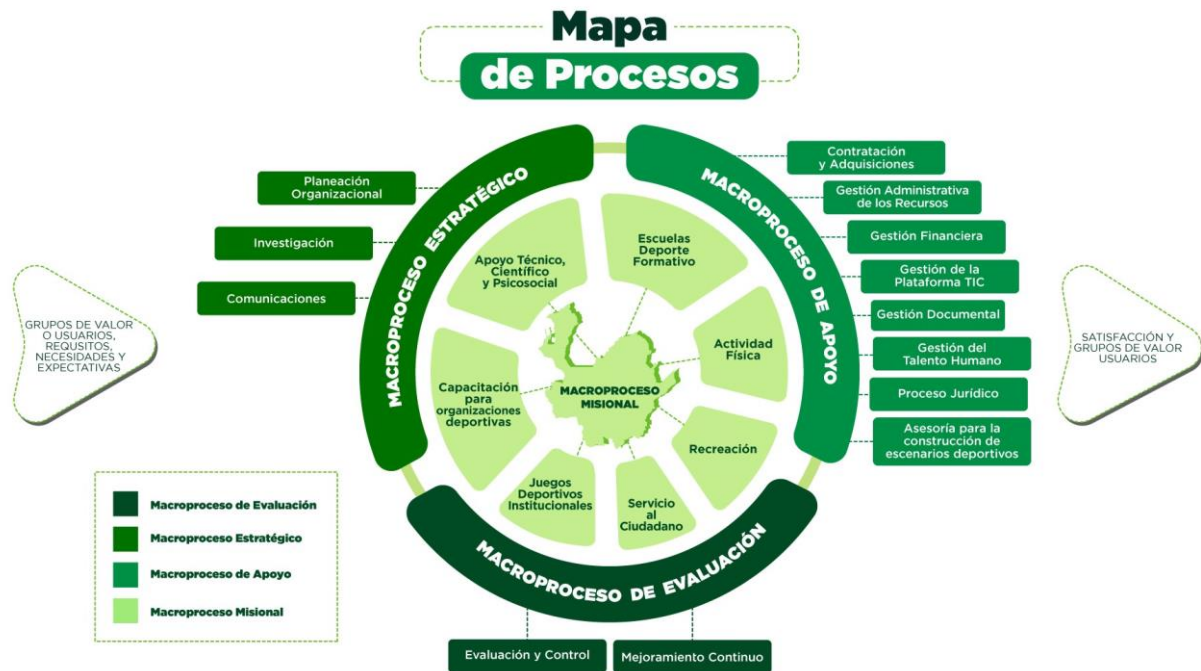 Mapa
de Procesos
MACROPROCESO ESTRATÉGICO
Planeación
Organizacional
Investigación
Comunicaciones
GRUPOS DE VALOR
O USUARIOS,
REQUSITOS,
NECESIDADES Y
EXPECTATIVAS
MACROPROCESO DE APOYO
Contratación
y Adquisiciones
Gestión Administrativa
de los Recursos
Gestión Financiera
Gestión de la
Plataforma TIC
Gestión Documental
Gestión del
Talento Humano
Proceso Jurídico
Asesoría para la
construcción de
escenarios deportivos
SATISFACCIÓN Y
GRUPOS DE VALOR
USUARIOS
Apoyo Técnico,
Científico
y Psicosocial
Escuelas
Deporte
Formativo
Actividad
Física
Recreación
Servicio
al
Ciudadano
Juegos
Deportivos
Institucionales
Capacitación
para
organizaciones
deportivas
MACROPROCESO
MISIONAL
MACROPROCESO DE EVALUACIÓN
Evaluación y Control
Mejoramiento Continuo
Macroproceso de Evaluación
Macroproceso Estratégico
Macroproceso de Apoyo
Macroproceso Misional